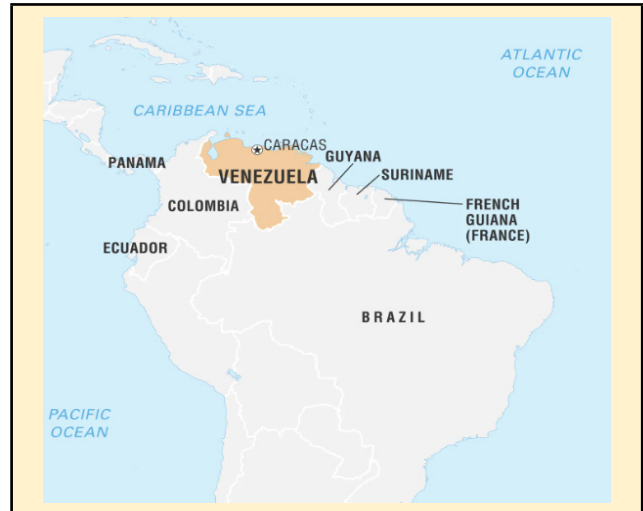 ATLANTIC
OCEAN
CARIBBEAN SEA
CARACAS
PANAMA
VENEZUELA
GUYANA
SURINAME
COLOMBIA
FRENCH
GUIANA
(FRANCE)
ECUADOR
BRAZIL
PACIFIC
OCEAN